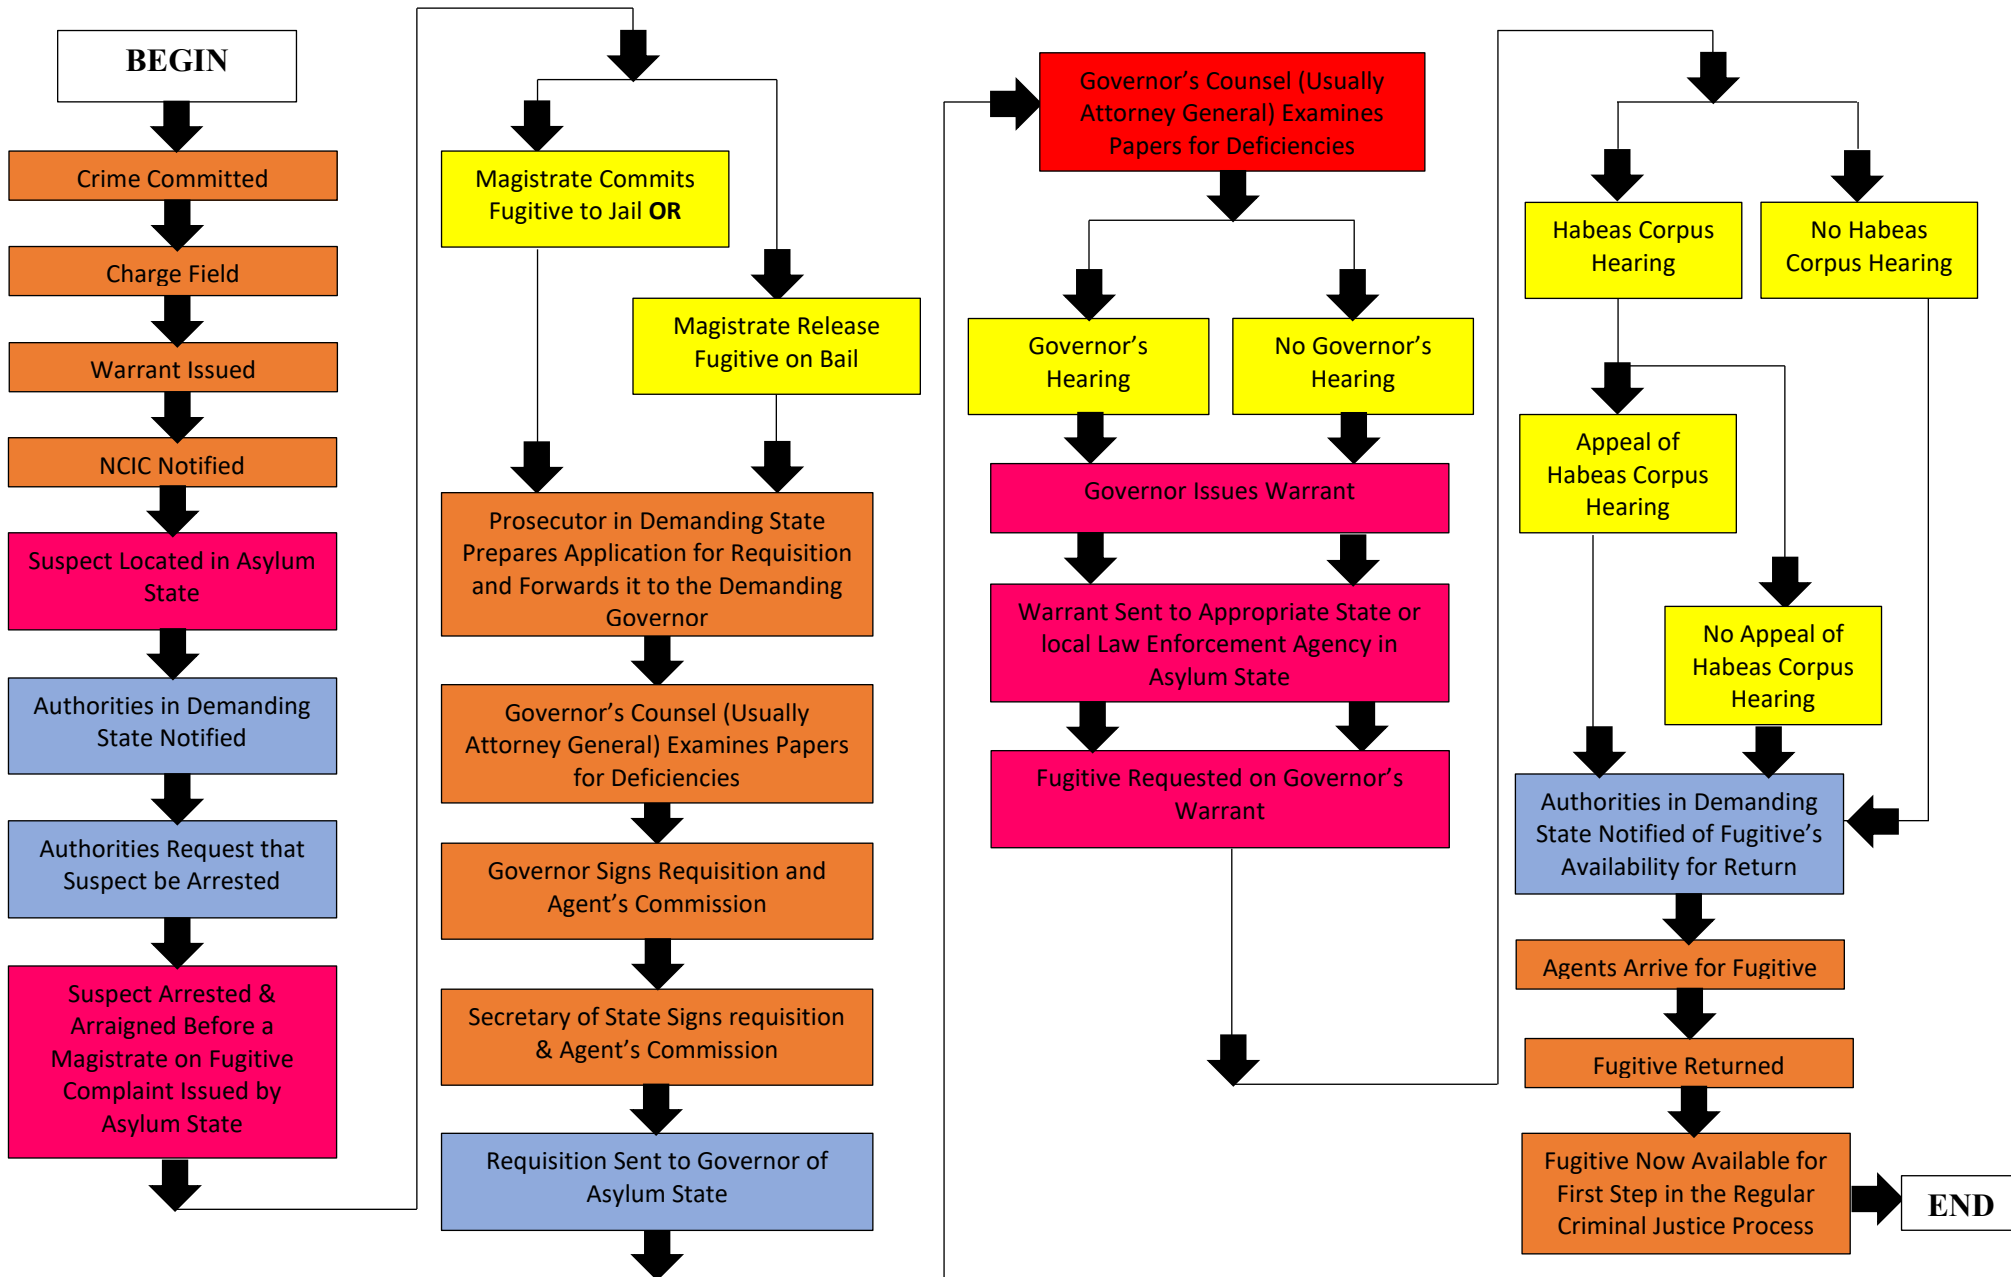 BEGIN
Crime Committed
Charge Field
Warrant Issued
NCIC Notified
Suspect Located in Asylum
State
Authorities in Demanding
State Notified
Authorities Request that
Suspect be Arrested
Suspect Arrested &
Arraigned Before a
Magistrate on Fugitive
Complaint Issued by
Asylum State
Magistrate Commits
Fugitive to Jail OR
Magistrate Release
Fugitive on Bail
Prosecutor in Demanding State
Prepares Application for Requisition
and Forwards it to the Demanding
Governor
Governor’s Counsel (Usually
Attorney General) Examines Papers
for Deficiencies
Governor Signs Requisition and
Agent’s Commission
Secretary of State Signs requisition
& Agent’s Commission
Requisition Sent to Governor of
Asylum State
Governor’s Counsel (Usually
Attorney General) Examines
Papers for Deficiencies
Governor’s
Hearing
No Governor’s
Hearing
Governor Issues Warrant
Warrant Sent to Appropriate State or
local Law Enforcement Agency in
Asylum State
Fugitive Requested on Governor’s
Warrant
Habeas Corpus
Hearing
No Habeas
Corpus Hearing
Appeal of
Habeas Corpus
Hearing
No Appeal of
Habeas Corpus
Hearing
Authorities in Demanding
State Notified of Fugitive’s
Availability for Return
Agents Arrive for Fugitive
Fugitive Returned
Fugitive Now Available for
First Step in the Regular
Criminal Justice Process
END